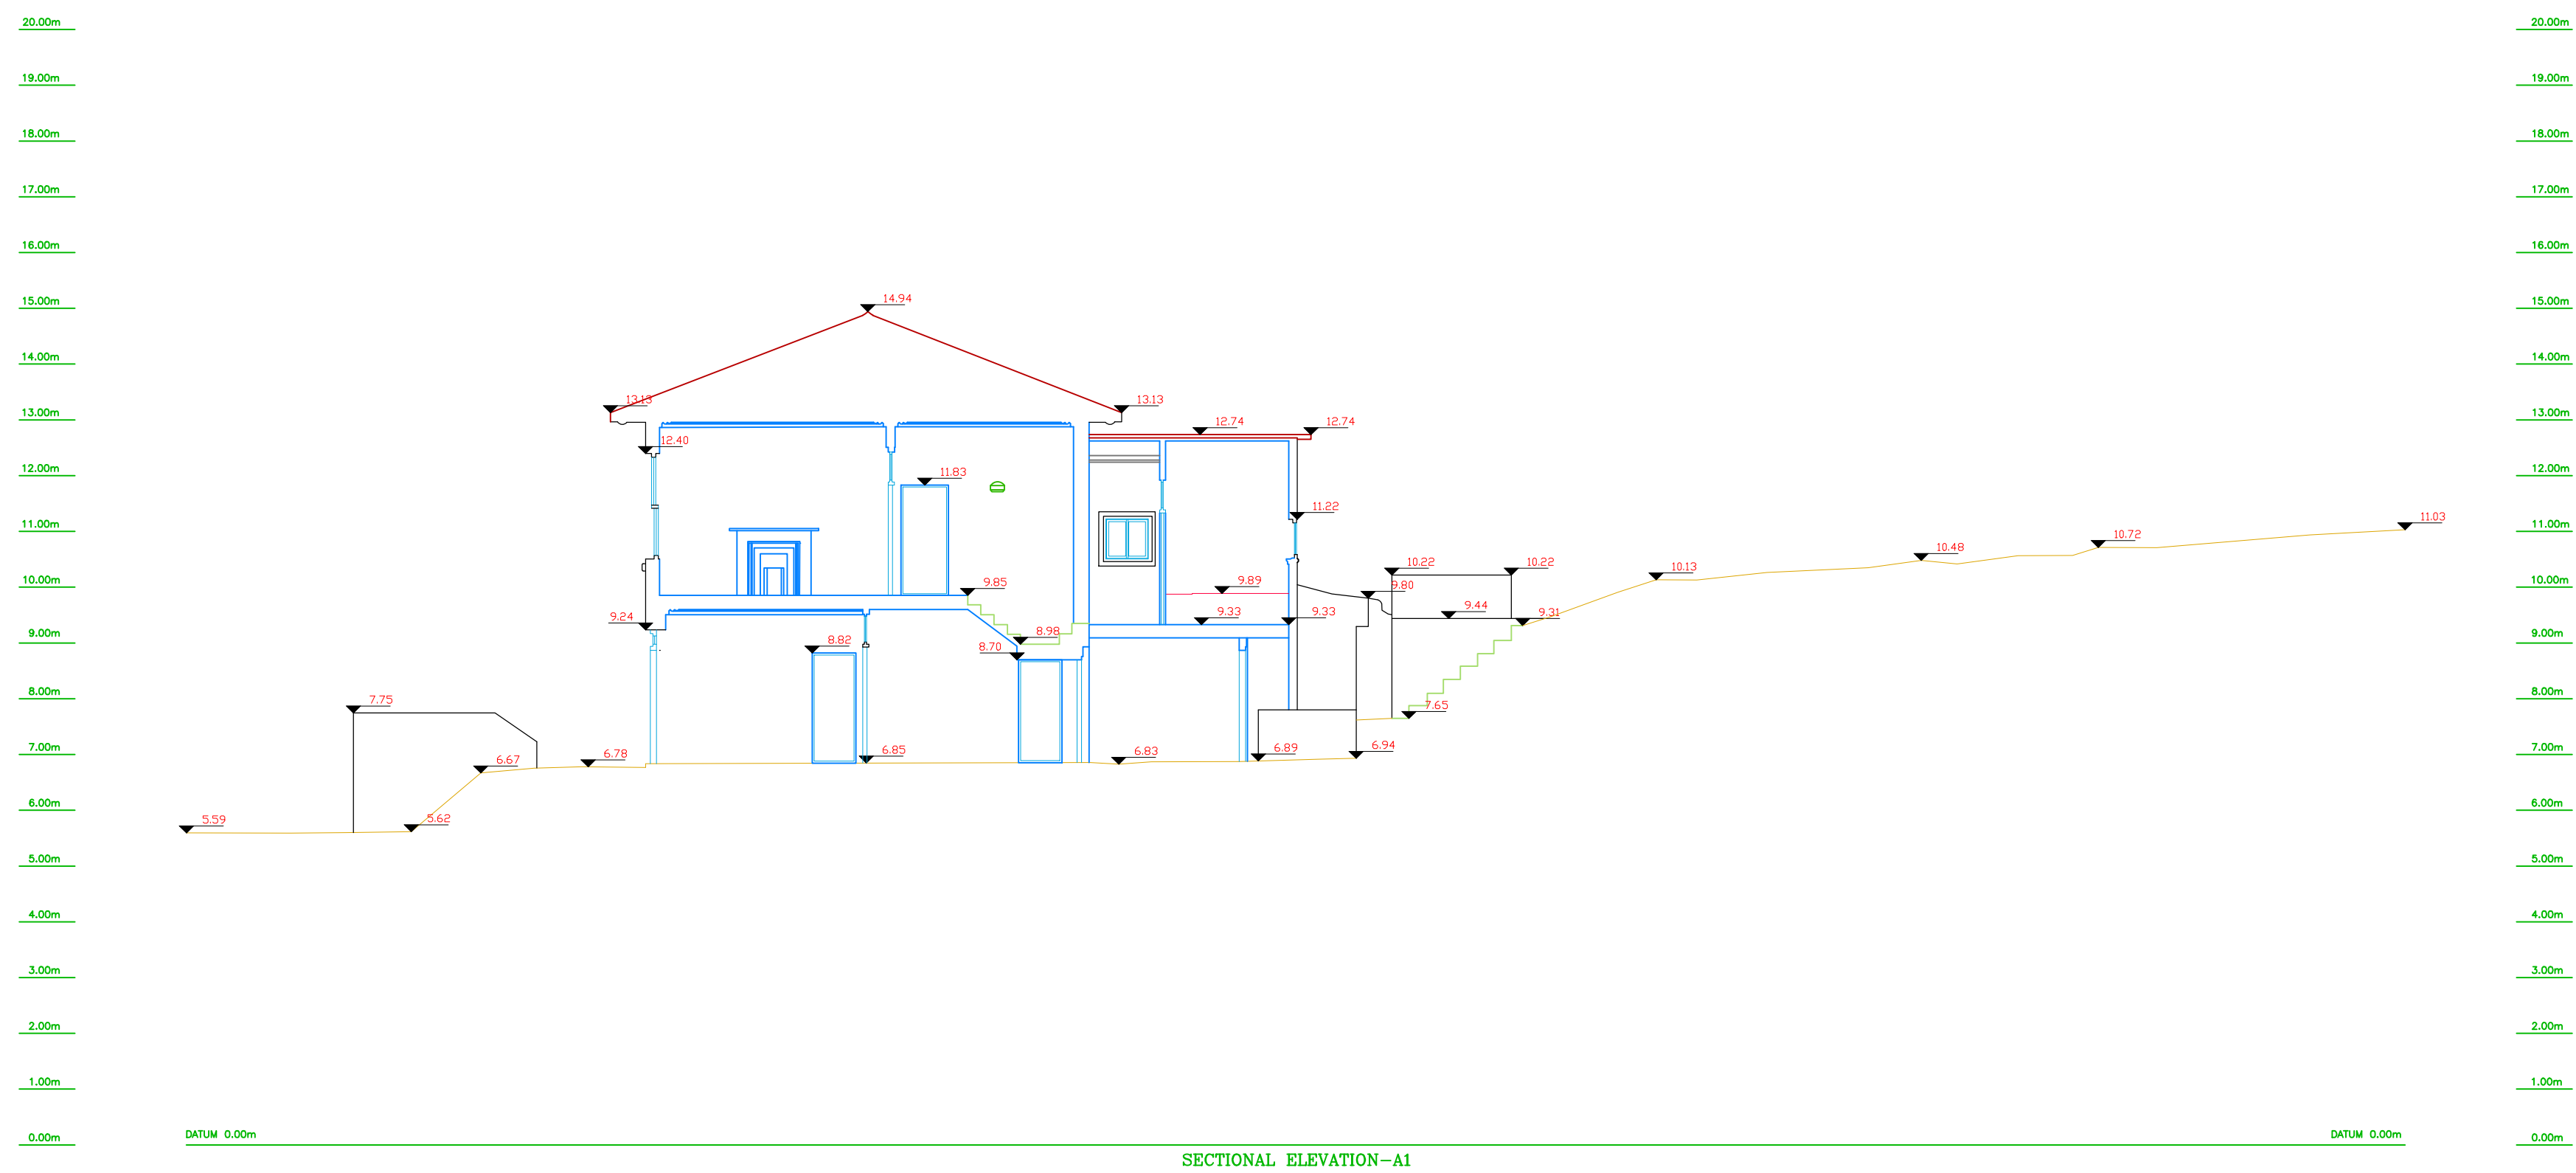 20.00m 20.00m
19.00m 19.00m
18.00m 18.00m
17.00m 17.00m
16.00m 16.00m
15.00m 14.94 15.00m
14.00m 14.00m
13.13 13.13
13.00m 12.74 12.74 13.00m
12.40
12.00m 11.83 12.00m
11.22
11.00m 10.72 11.03 11.00m
10.48
10.22 10.22 10.13
10.00m 9.85 9.89 9.80 10.00m
9.24 9.33 9.33 9.44 9.31
9.00m 8.82 8.98 9.00m
8.70
8.00m 7.75 7.65 8.00m
7.00m 6.67 6.78 6.85 6.83 6.89 6.94 7.00m
6.00m 6.00m
5.59 5.62
5.00m 5.00m
4.00m 4.00m
3.00m 3.00m
2.00m 2.00m
1.00m 1.00m
0.00m DATUM 0.00m DATUM 0.00m 0.00m
SECTIONAL ELEVATION-A1